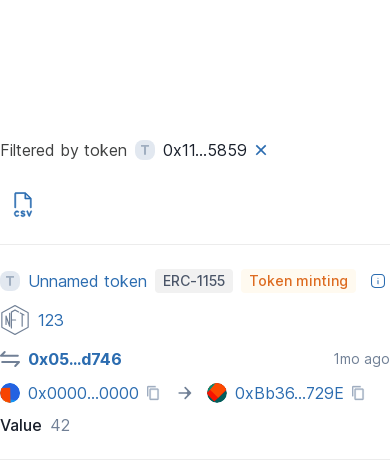 Filtered by token T 0x11...5859
CSV
T Unnamed token ERC-1155 Token minting
NFT 123
0x05...d746 1mo ago
0x0000...0000 → 0xBb36...729E
Value 42